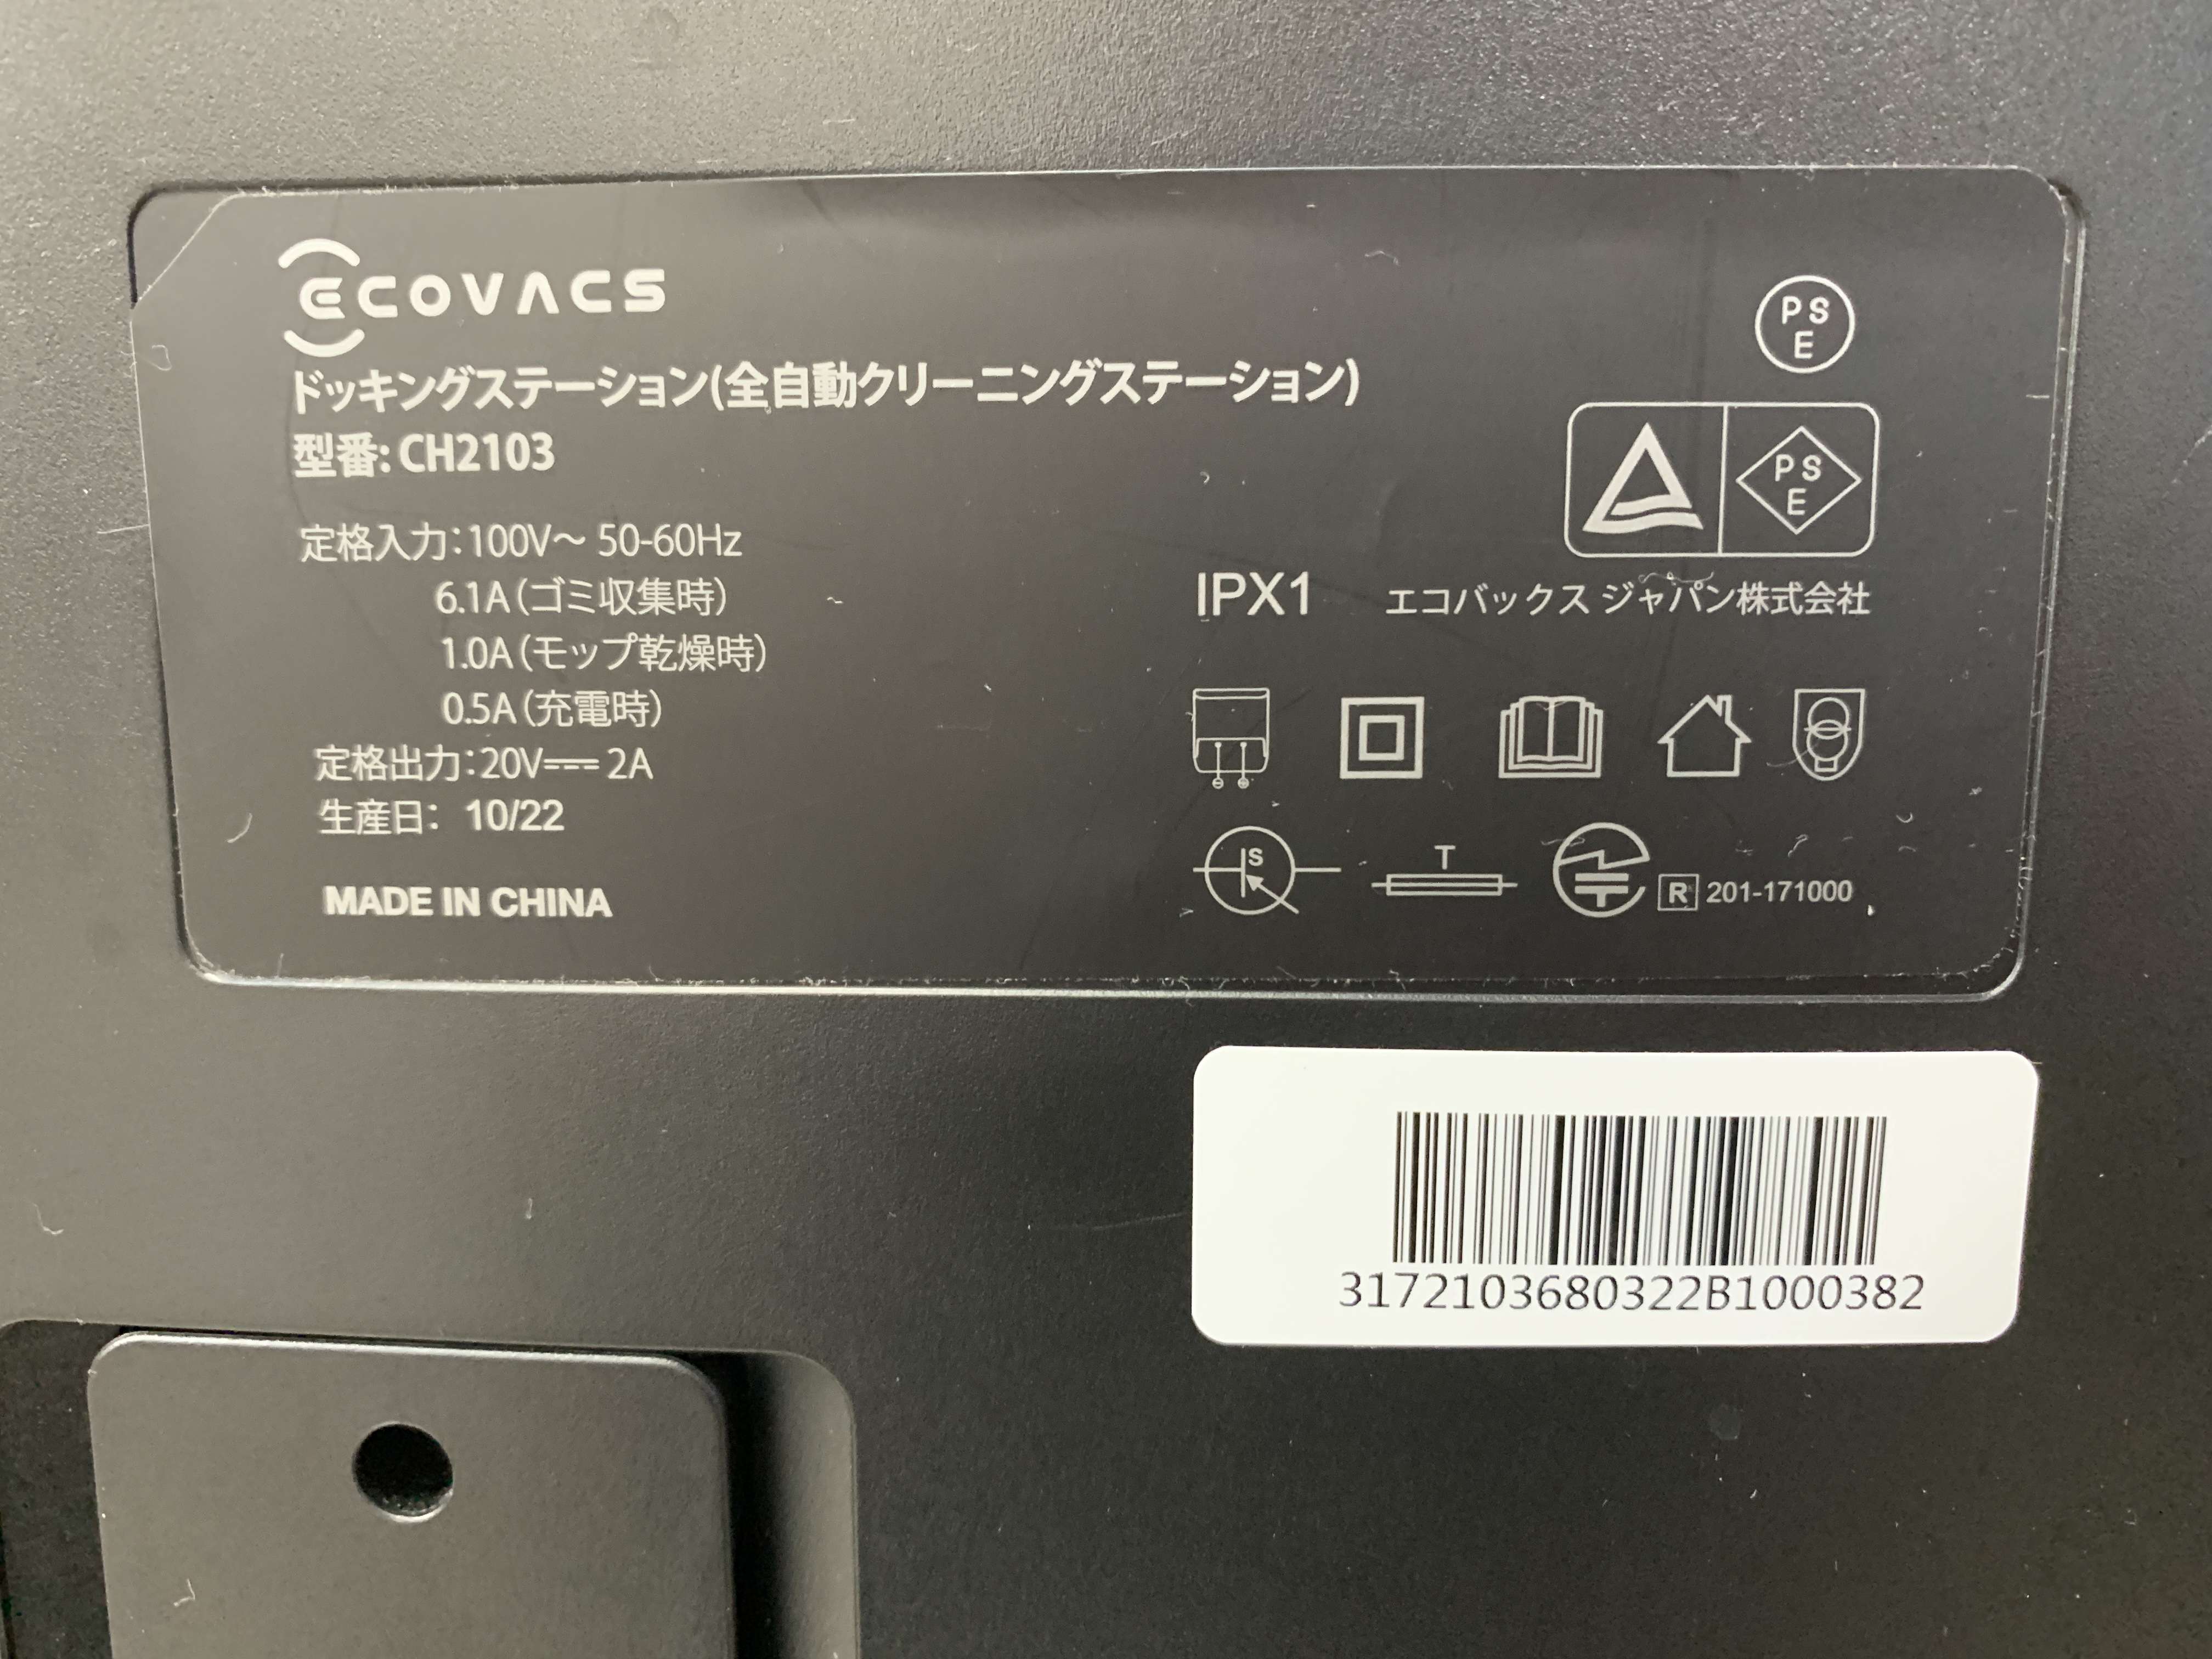 ECOVACS
ドッキングステーション(全自動クリーニングステーション)
型番: CH2103
定格入力：100V～ 50-60Hz
6.1A（ゴミ収集時）
1.0A（モップ乾燥時）
0.5A（充電時）
定格出力：20V⎓ 2A
生産日： 10/22
MADE IN CHINA
PS
E
PS
E
IPX1 エコバックス ジャパン株式会社
S
T
R 201-171000
3172103680322B1000382